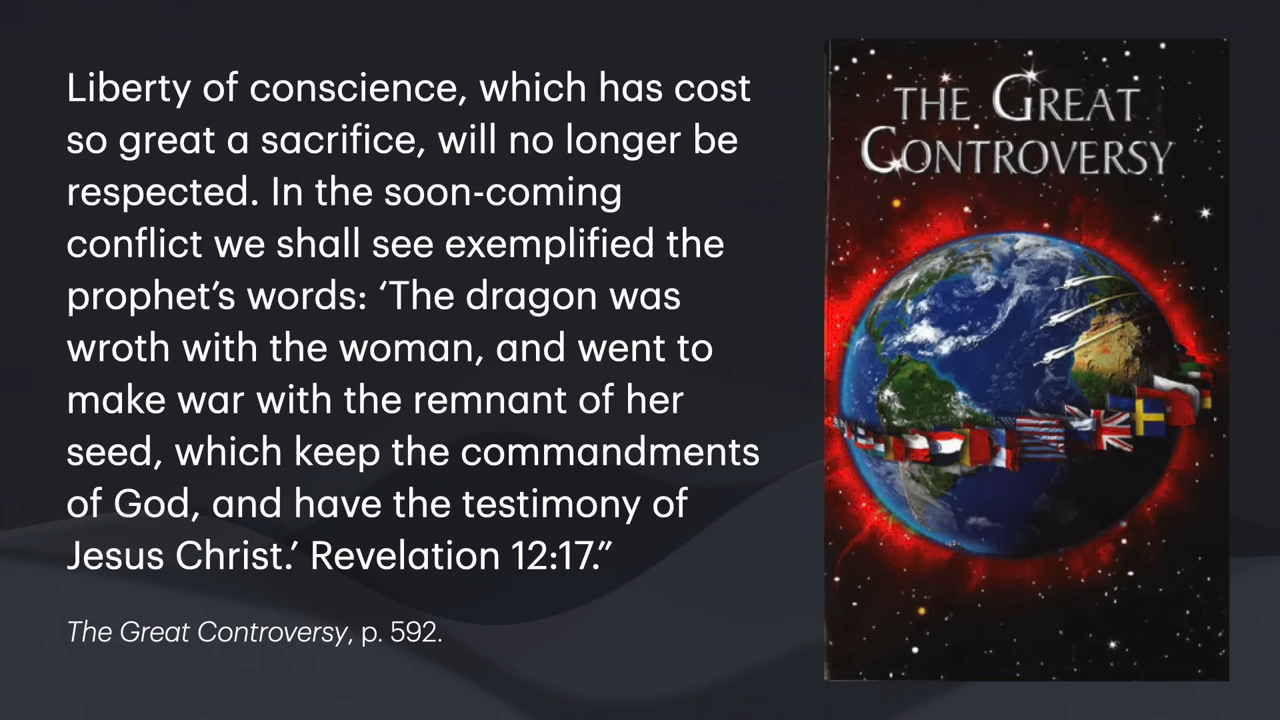 Liberty of conscience, which has cost
so great a sacrifice, will no longer be
respected. In the soon-coming
conflict we shall see exemplified the
prophet’s words: ‘The dragon was
wroth with the woman, and went to
make war with the remnant of her
seed, which keep the commandments
of God, and have the testimony of
Jesus Christ.’ Revelation 12:17.”
The Great Controversy, p. 592.
THE GREAT
CONTROVERSY